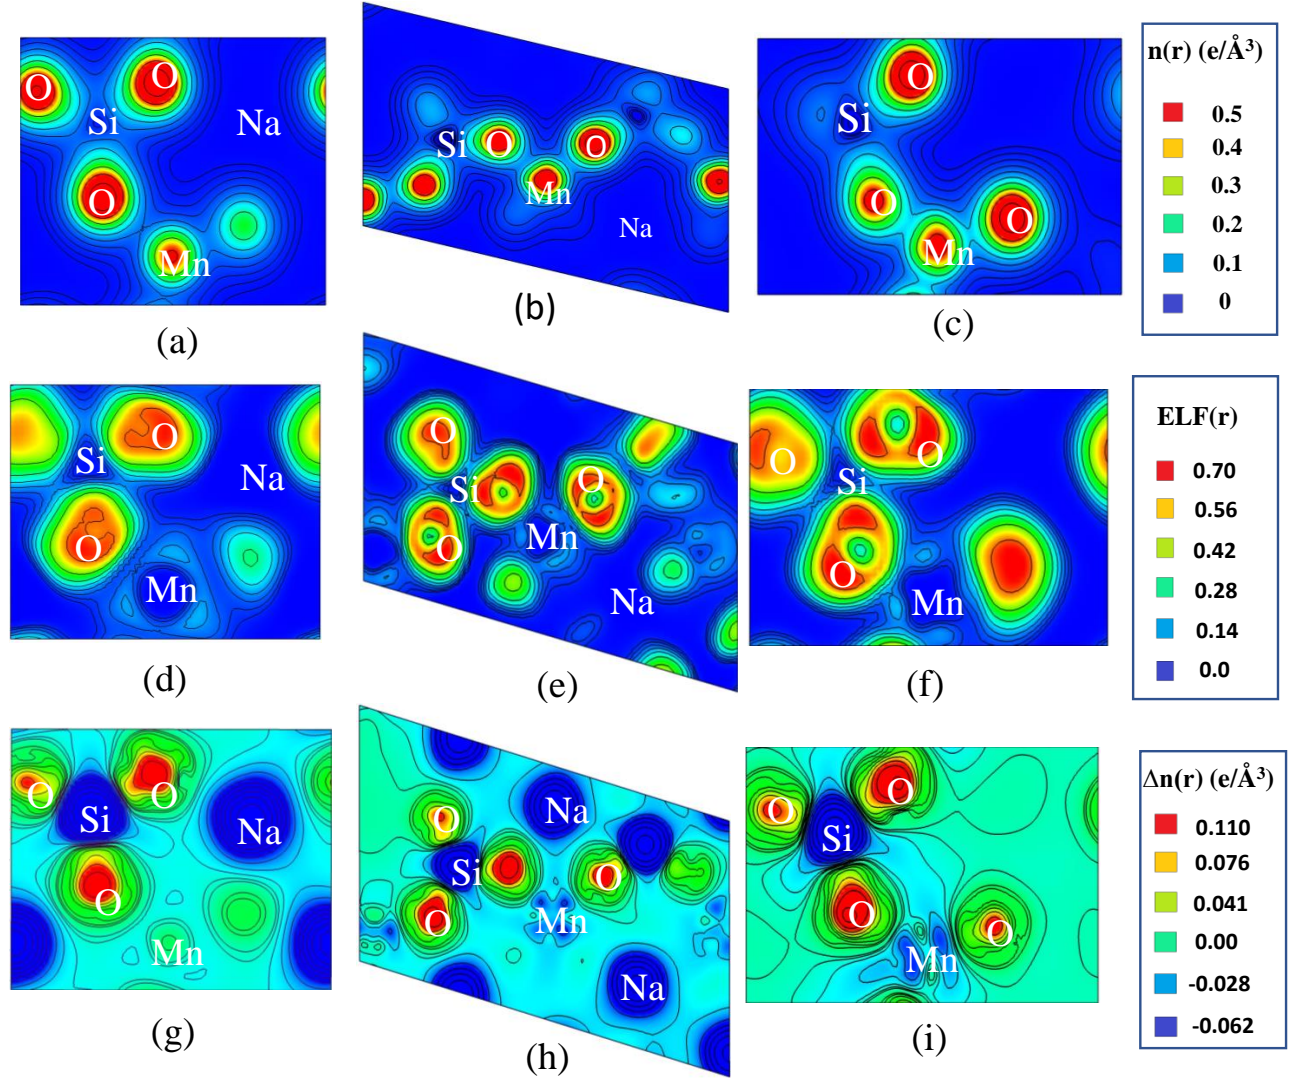 O
O
Si
Na
O
Mn
(a)
Si
O
O
Mn
Na
(b)
O
Si
O
O
Mn
(c)
n(r) (e/Å³)
0.5
0.4
0.3
0.2
0.1
0
O
Si
Na
O
Mn
(d)
O
Si
O
O
Mn
Na
(e)
O
O
Si
O
Mn
(f)
ELF(r)
0.70
0.56
0.42
0.28
0.14
0.0
O
O
Si
Na
O
Mn
(g)
Na
O
Si
O
O
Mn
Na
(h)
O
O
Si
O
O
Mn
(i)
Δn(r) (e/Å³)
0.110
0.076
0.041
0.00
-0.028
-0.062